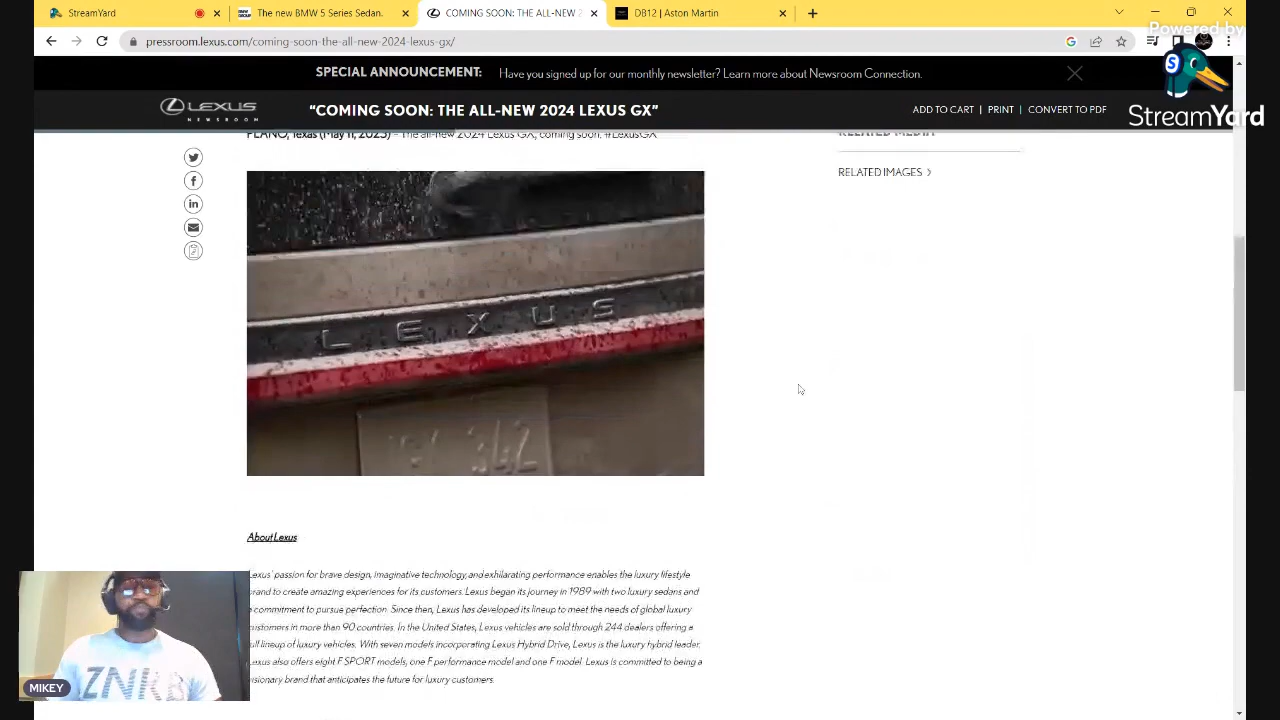 StreamYard
The new BMW 5 Series Sedan.
COMING SOON: THE ALL-NEW 2
DB12 | Aston Martin
pressroom.lexus.com/coming-soon-the-all-new-2024-lexus-gx/
Powered by
StreamYard
SPECIAL ANNOUNCEMENT: Have you signed up for our monthly newsletter? Learn more about Newsroom Connection.
LEXUS
NEWSROOM
“COMING SOON: THE ALL-NEW 2024 LEXUS GX”
ADD TO CART | PRINT | CONVERT TO PDF
PLANO, Texas (May 11, 2023) – The all-new 2024 Lexus GX, coming soon. #LexusGX
RELATED MEDIA
RELATED IMAGES
LEXUS
About Lexus
Lexus' passion for brave design, imaginative technology, and exhilarating performance enables the luxury lifestyle
brand to create amazing experiences for its customers. Lexus began its journey in 1989 with two luxury sedans and
a commitment to pursue perfection. Since then, Lexus has developed its lineup to meet the needs of global luxury
customers in more than 90 countries. In the United States, Lexus vehicles are sold through 244 dealers offering a
full lineup of luxury vehicles. With seven models incorporating Lexus Hybrid Drive, Lexus is the luxury hybrid leader.
Lexus also offers eight F SPORT models, one F performance model and one F model. Lexus is committed to being a
visionary brand that anticipates the future for luxury customers.
MIKEY